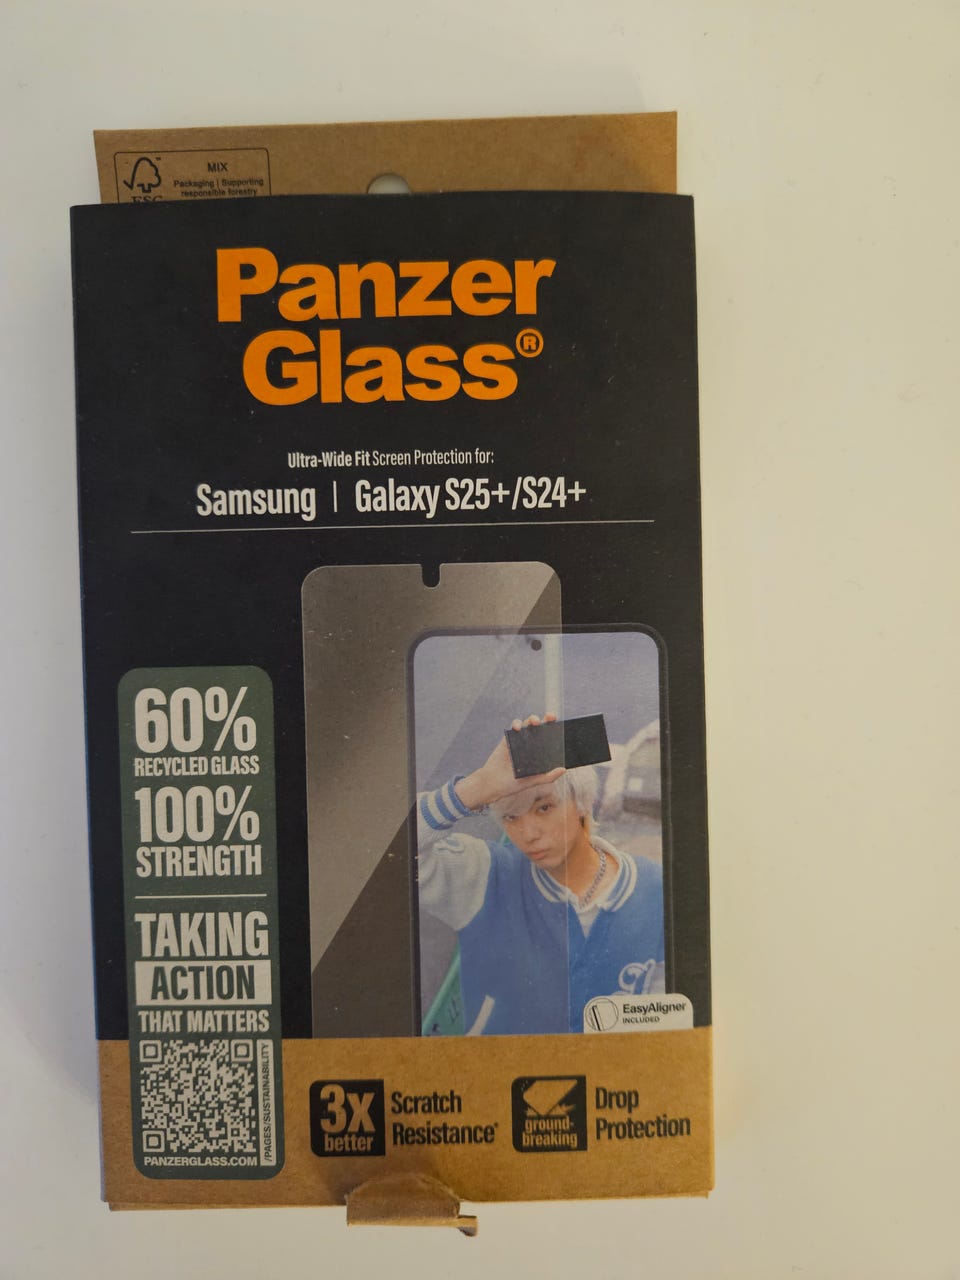 FSC
MIX
Packaging | Supporting
responsible forestry
Panzer
Glass®
Ultra-Wide Fit Screen Protection for:
Samsung | Galaxy S25+/S24+
60%
RECYCLED GLASS
100%
STRENGTH
TAKING
ACTION
THAT MATTERS
/PAGES/SUSTAINABILITY
PANZERGLASS.COM
EasyAligner
INCLUDED
3x
better
Scratch
Resistance*
ground-
breaking
Drop
Protection